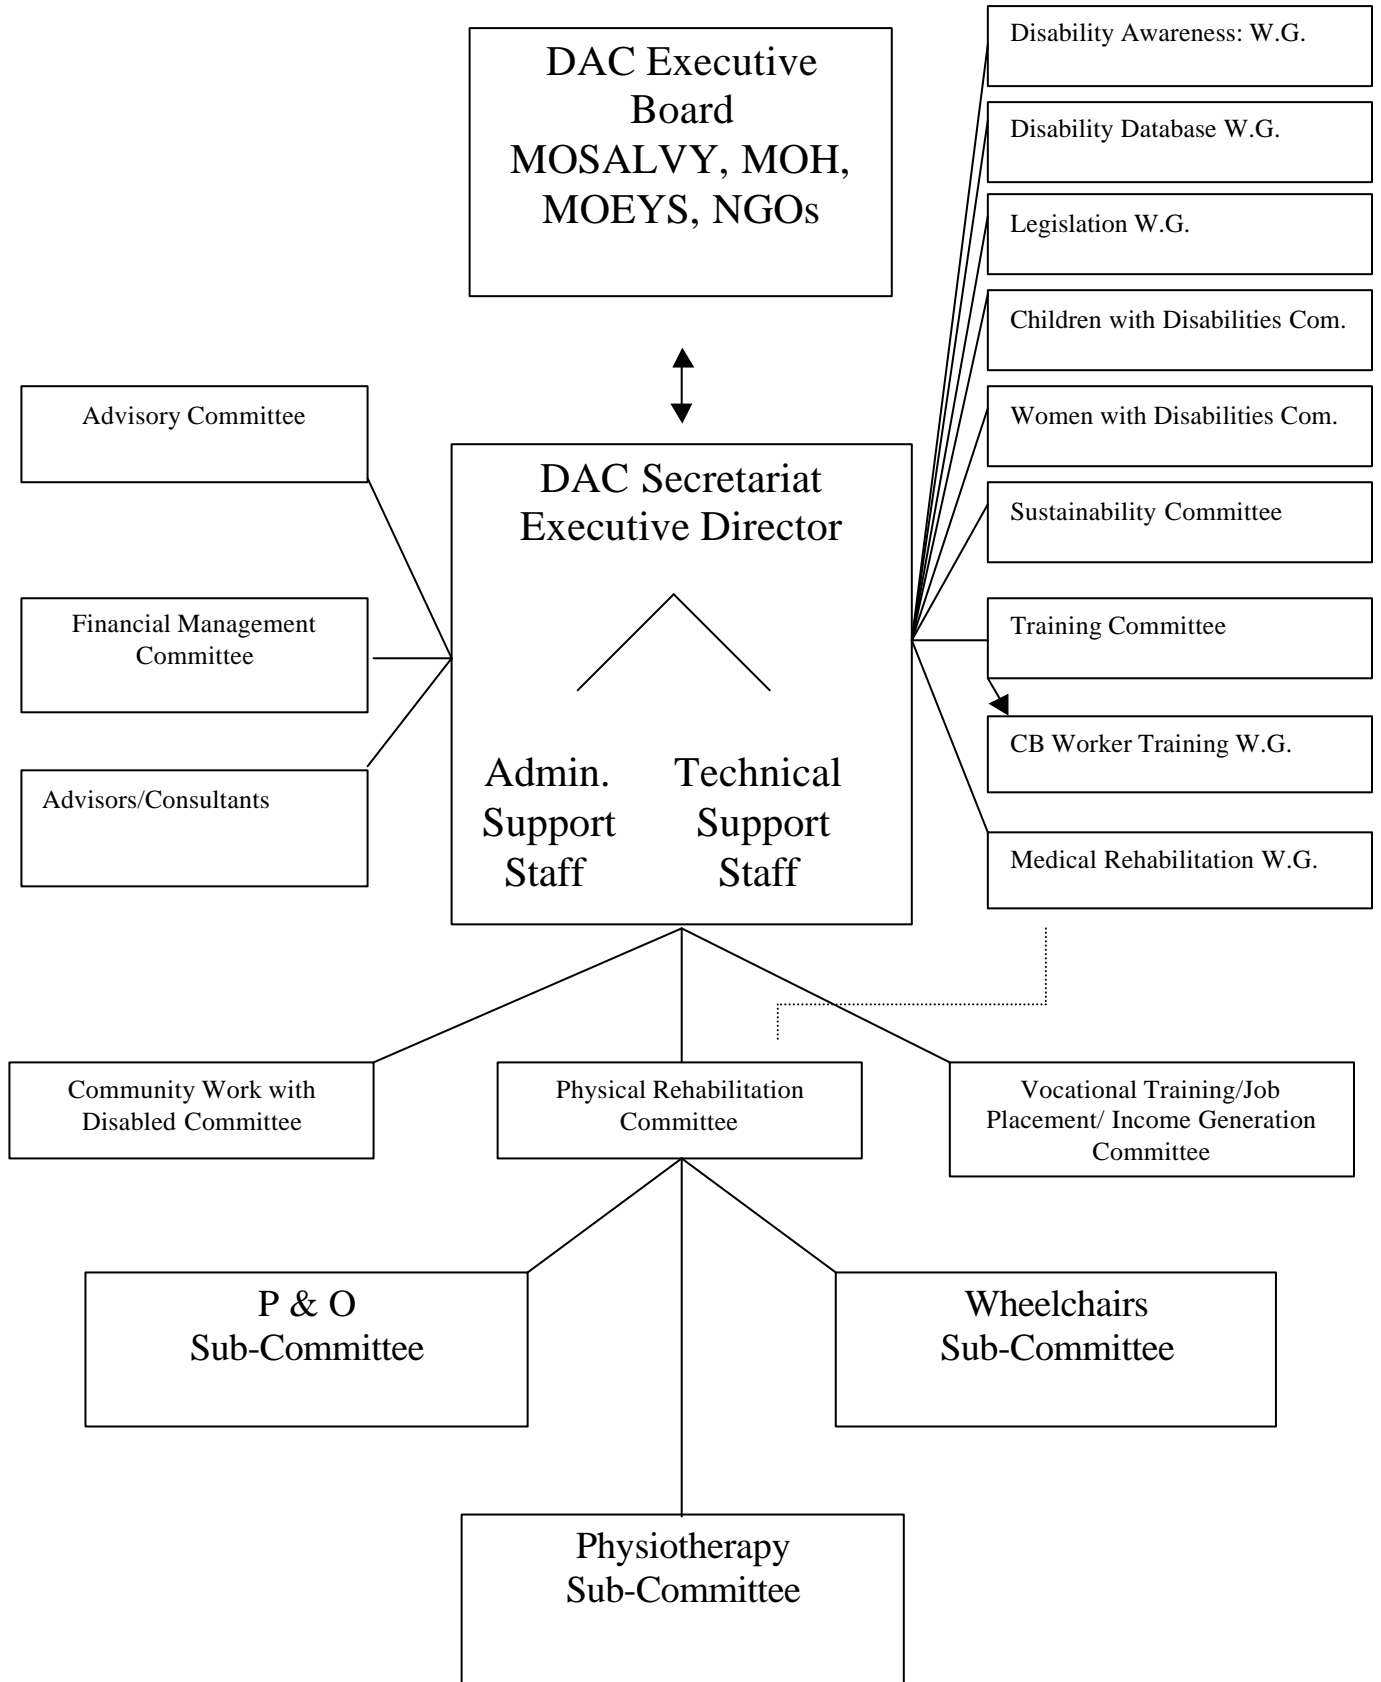 DAC Executive
Board
MOSALVY, MOH,
MOEYS, NGOs
Disability Awareness: W.G.
Disability Database W.G.
Legislation W.G.
Children with Disabilities Com.
Women with Disabilities Com.
Sustainability Committee
Training Committee
CB Worker Training W.G.
Medical Rehabilitation W.G.
Advisory Committee
Financial Management
Committee
Advisors/Consultants
DAC Secretariat
Executive Director
Admin.
Support
Staff
Technical
Support
Staff
Community Work with
Disabled Committee
Physical Rehabilitation
Committee
Vocational Training/Job
Placement/ Income Generation
Committee
P & O
Sub-Committee
Wheelchairs
Sub-Committee
Physiotherapy
Sub-Committee